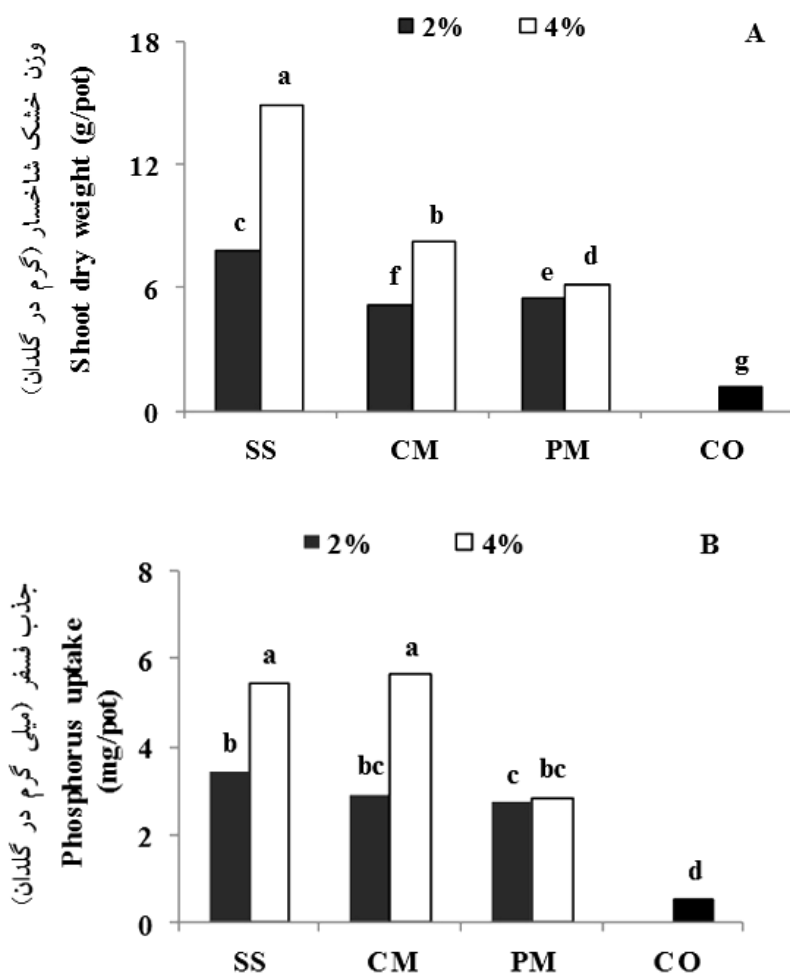 2% 4% A
وزن خشک شاخسار (گرم در گلدان)
Shoot dry weight (g/pot)
18
12
6
0
a
c
b
f
e
d
g
SS CM PM CO
2% 4% B
جذب فسفر (میلی گرم در گلدان)
Phosphorus uptake
(mg/pot)
8
6
4
2
0
a
a
b
bc
c
bc
d
SS CM PM CO